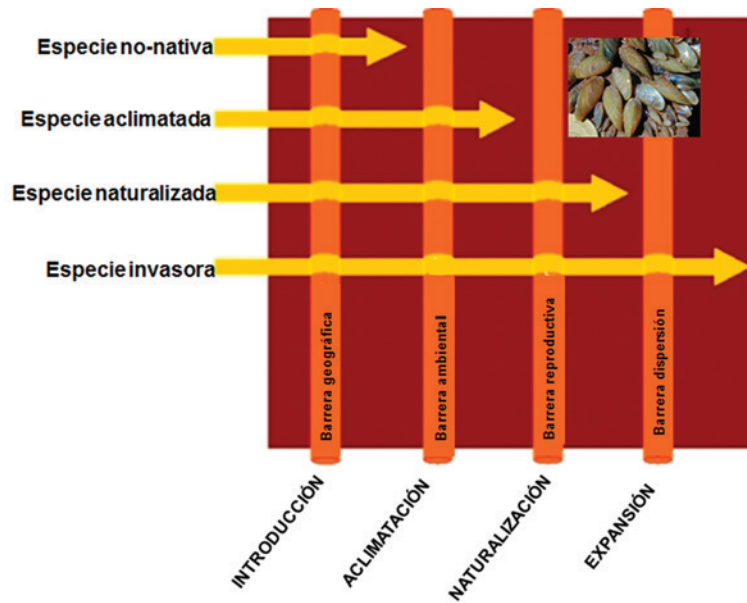 Especie no-nativa
Especie aclimatada
Especie naturalizada
Especie invasora
Barrera geográfica
Barrera ambiental
Barrera reproductiva
Barrera dispersión
INTRODUCCIÓN
ACLIMATACIÓN
NATURALIZACIÓN
EXPANSIÓN